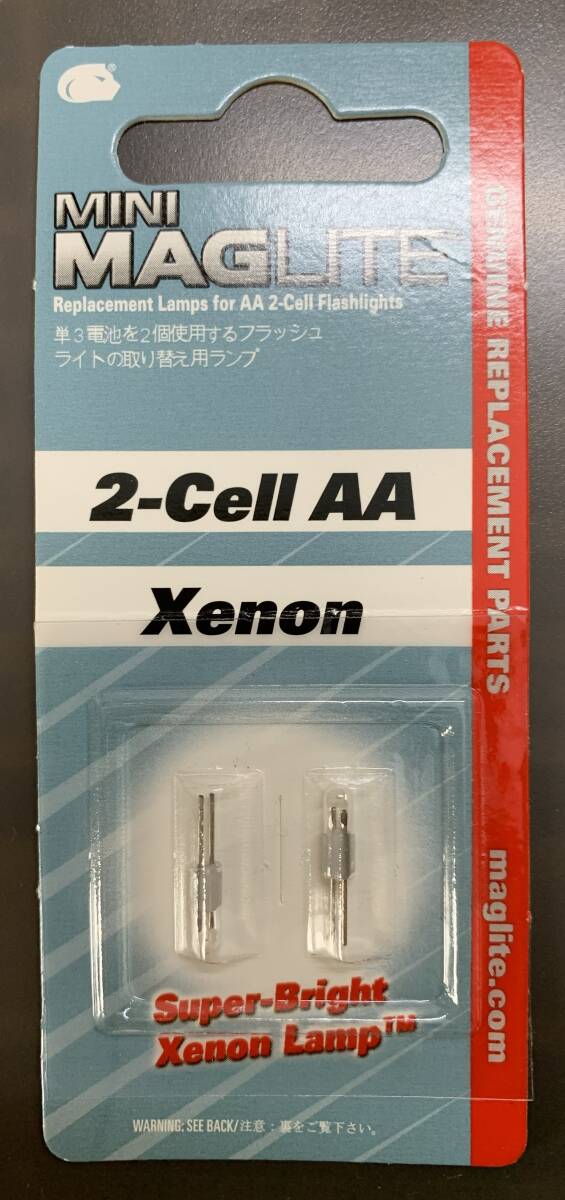 ®
MINI
MAGLITE
Replacement Lamps for AA 2-Cell Flashlights
単3電池を2個使用するフラッシュ
ライトの取り替え用ランプ
2-Cell AA
Xenon
Super-Bright
Xenon Lamp™
WARNING: SEE BACK/注意：裏をご覧下さい。
GENUINE REPLACEMENT PARTS
maglite.com